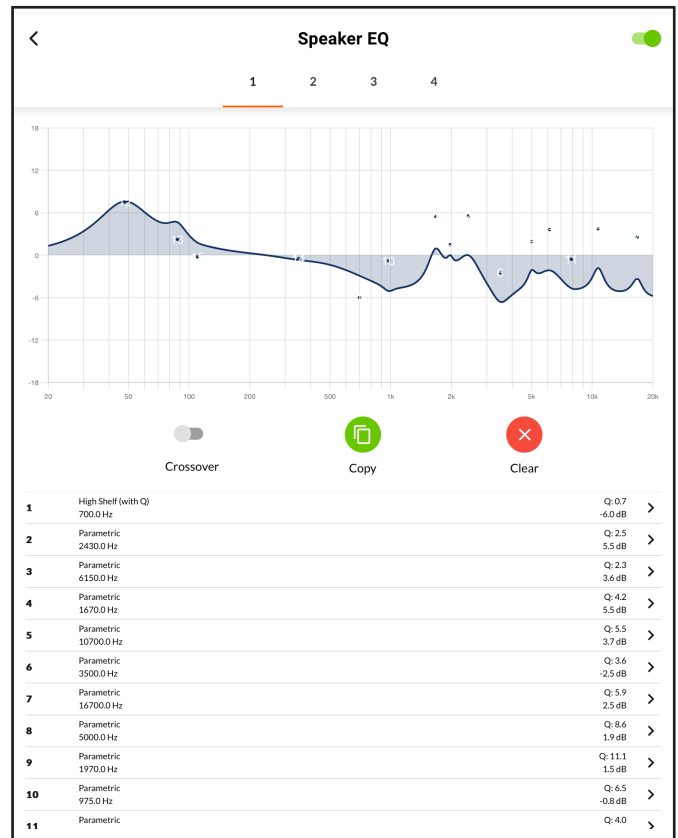 Speaker EQ
1 2 3 4
18
12
6
0
-6
-12
-18
20 50 100 200 500 1k 2k 5k 10k 20k
Crossover Copy Clear
1 High Shelf (with Q) Q: 0.7
700.0 Hz -6.0 dB
2 Parametric Q: 2.5
2430.0 Hz 5.5 dB
3 Parametric Q: 2.3
6150.0 Hz 3.6 dB
4 Parametric Q: 4.2
1670.0 Hz 5.5 dB
5 Parametric Q: 5.5
10700.0 Hz 3.7 dB
6 Parametric Q: 3.6
3500.0 Hz -2.5 dB
7 Parametric Q: 5.9
16700.0 Hz 2.5 dB
8 Parametric Q: 8.6
5000.0 Hz 1.9 dB
9 Parametric Q: 11.1
1970.0 Hz 1.5 dB
10 Parametric Q: 6.5
975.0 Hz -0.8 dB
11 Parametric Q: 4.0